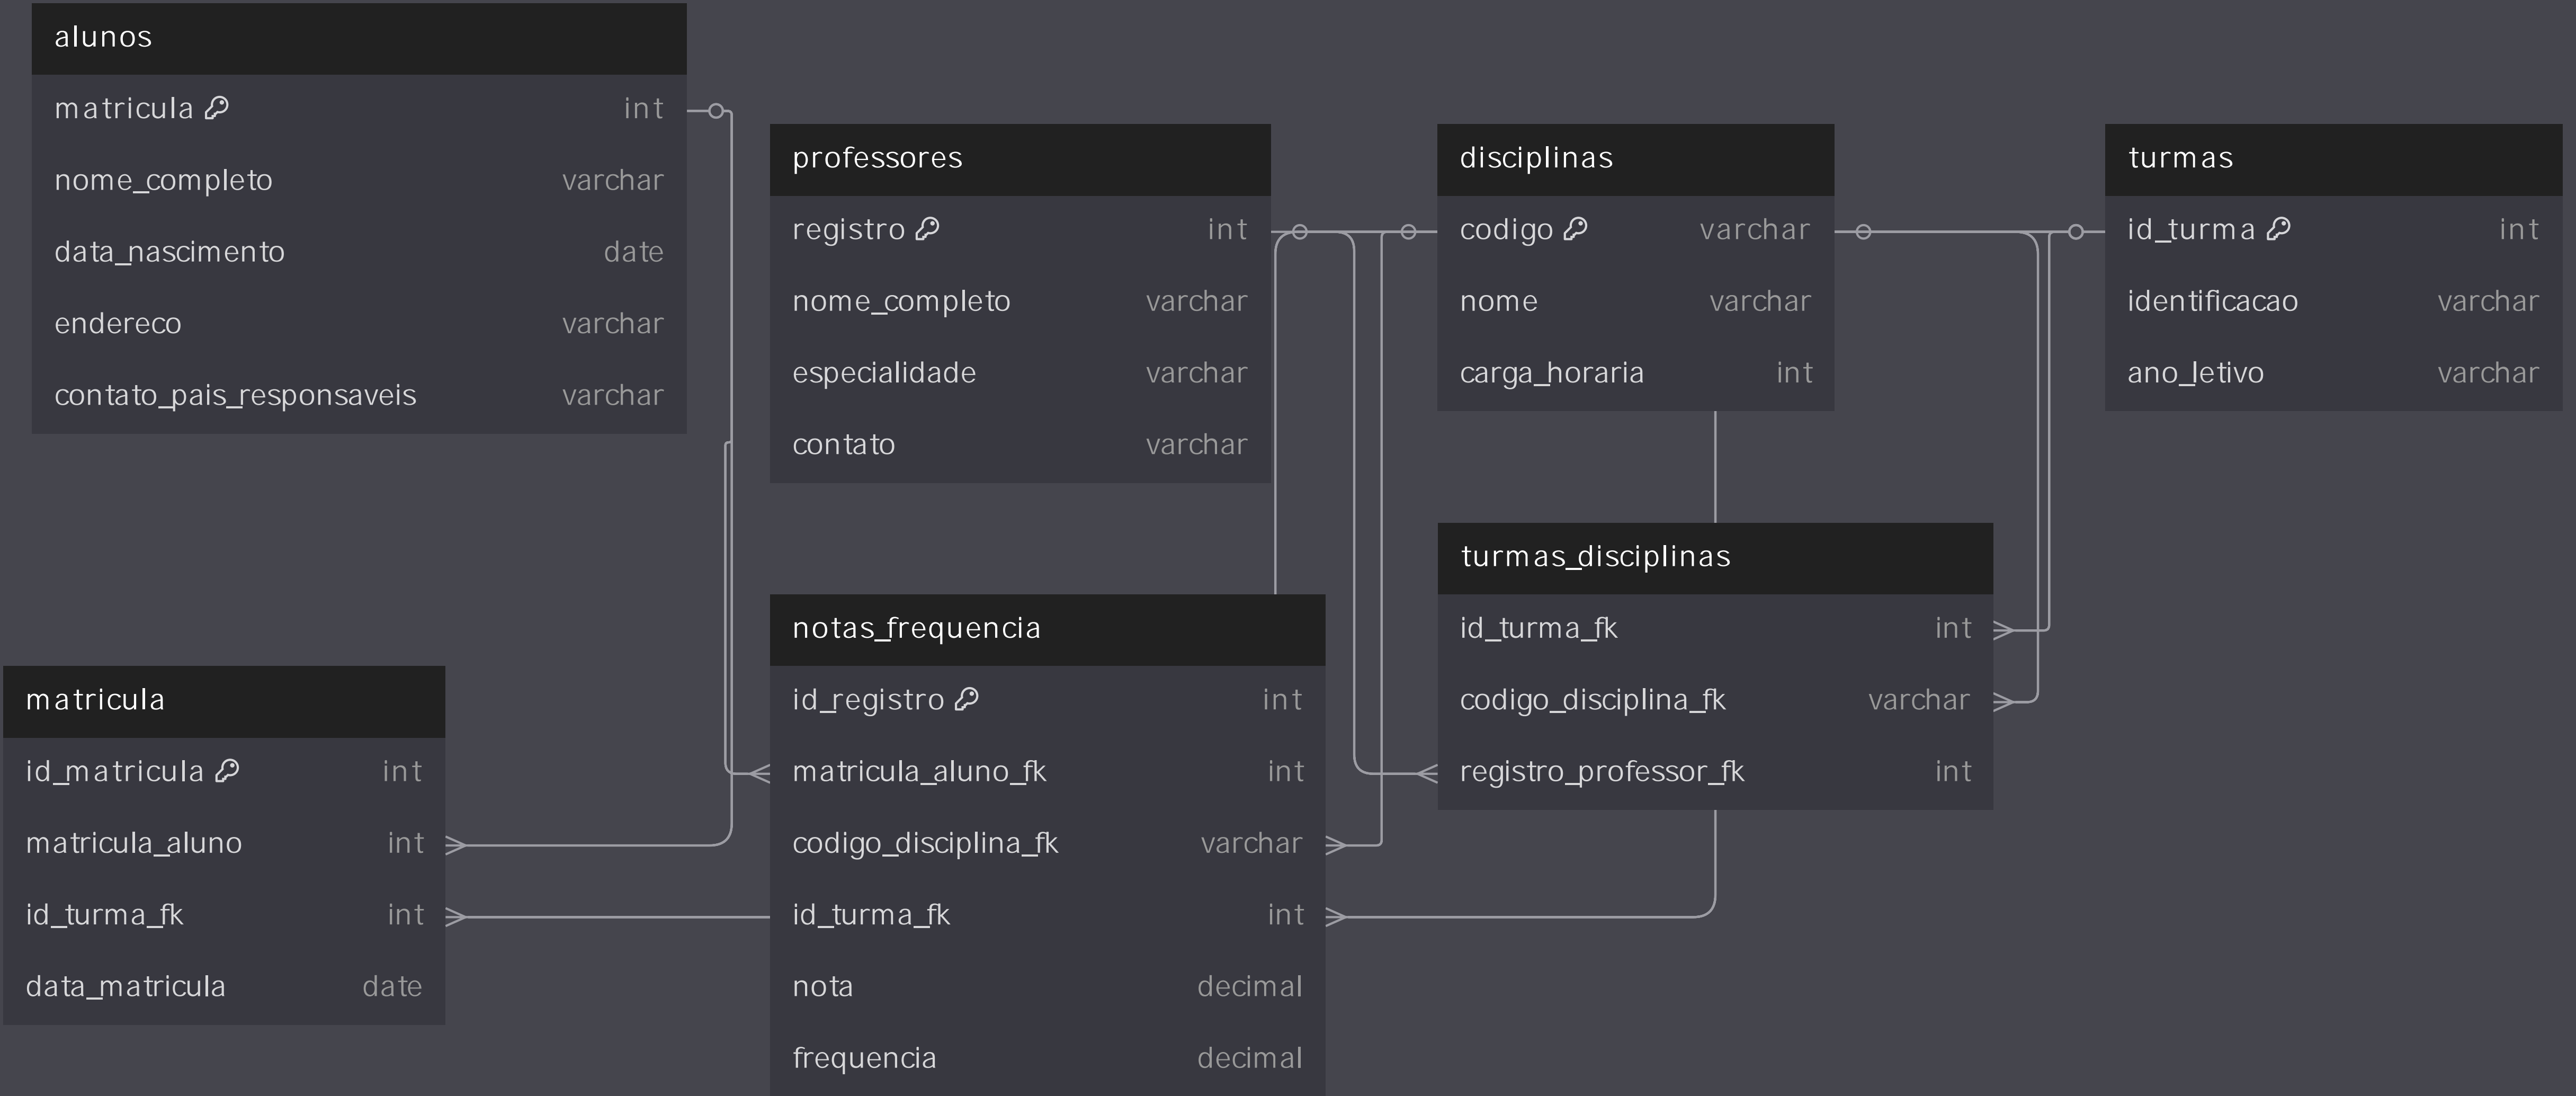 alunos
matricula int
nome_completo varchar
data_nascimento date
endereco varchar
contato_pais_responsaveis varchar
professores
registro int
nome_completo varchar
especialidade varchar
contato varchar
disciplinas
codigo varchar
nome varchar
carga_horaria int
turmas
id_turma int
identificacao varchar
ano_letivo varchar
matricula
id_matricula int
matricula_aluno int
id_turma_fk int
data_matricula date
notas_frequencia
id_registro int
matricula_aluno_fk int
codigo_disciplina_fk varchar
id_turma_fk int
nota decimal
frequencia decimal
turmas_disciplinas
id_turma_fk int
codigo_disciplina_fk varchar
registro_professor_fk int